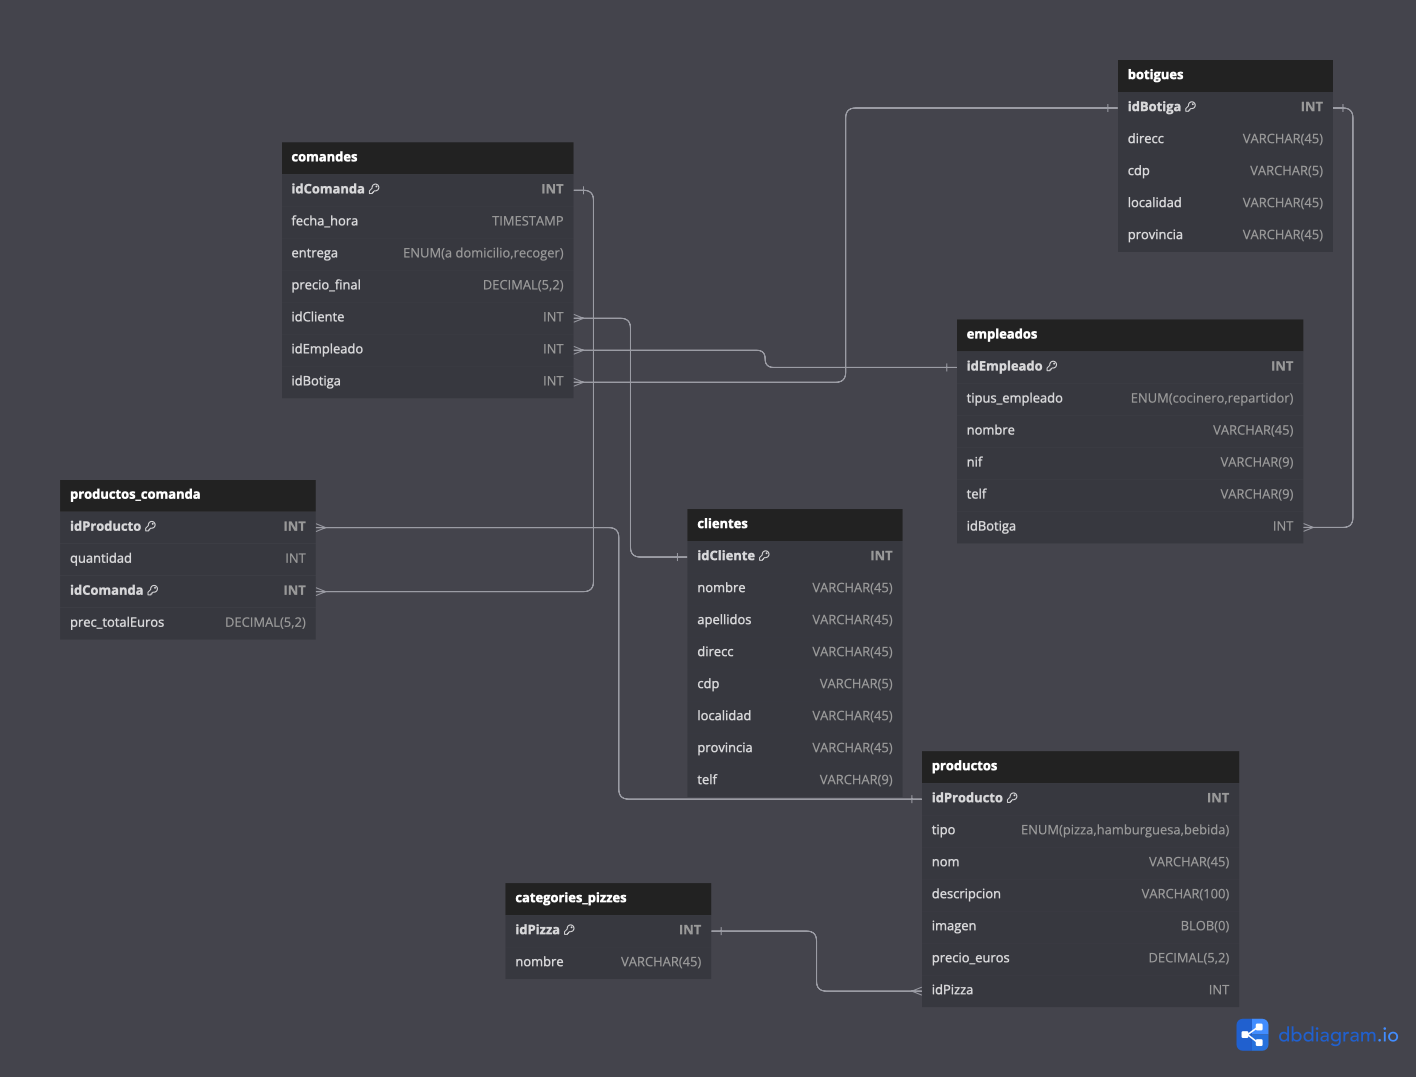 botigues
idBotiga INT
direcc VARCHAR(45)
cdp VARCHAR(5)
localidad VARCHAR(45)
provincia VARCHAR(45)
comandes
idComanda INT
fecha_hora TIMESTAMP
entrega ENUM(a domicilio,recoger)
precio_final DECIMAL(5,2)
idCliente INT
idEmpleado INT
idBotiga INT
empleados
idEmpleado INT
tipus_empleado ENUM(cocinero,repartidor)
nombre VARCHAR(45)
nif VARCHAR(9)
telf VARCHAR(9)
idBotiga INT
productos_comanda
idProducto INT
quantidad INT
idComanda INT
prec_totalEuros DECIMAL(5,2)
clientes
idCliente INT
nombre VARCHAR(45)
apellidos VARCHAR(45)
direcc VARCHAR(45)
cdp VARCHAR(5)
localidad VARCHAR(45)
provincia VARCHAR(45)
telf VARCHAR(9)
productos
idProducto INT
tipo ENUM(pizza,hamburguesa,bebida)
nom VARCHAR(45)
descripcion VARCHAR(100)
imagen BLOB(0)
precio_euros DECIMAL(5,2)
idPizza INT
categories_pizzes
idPizza INT
nombre VARCHAR(45)
dbdiagram.io